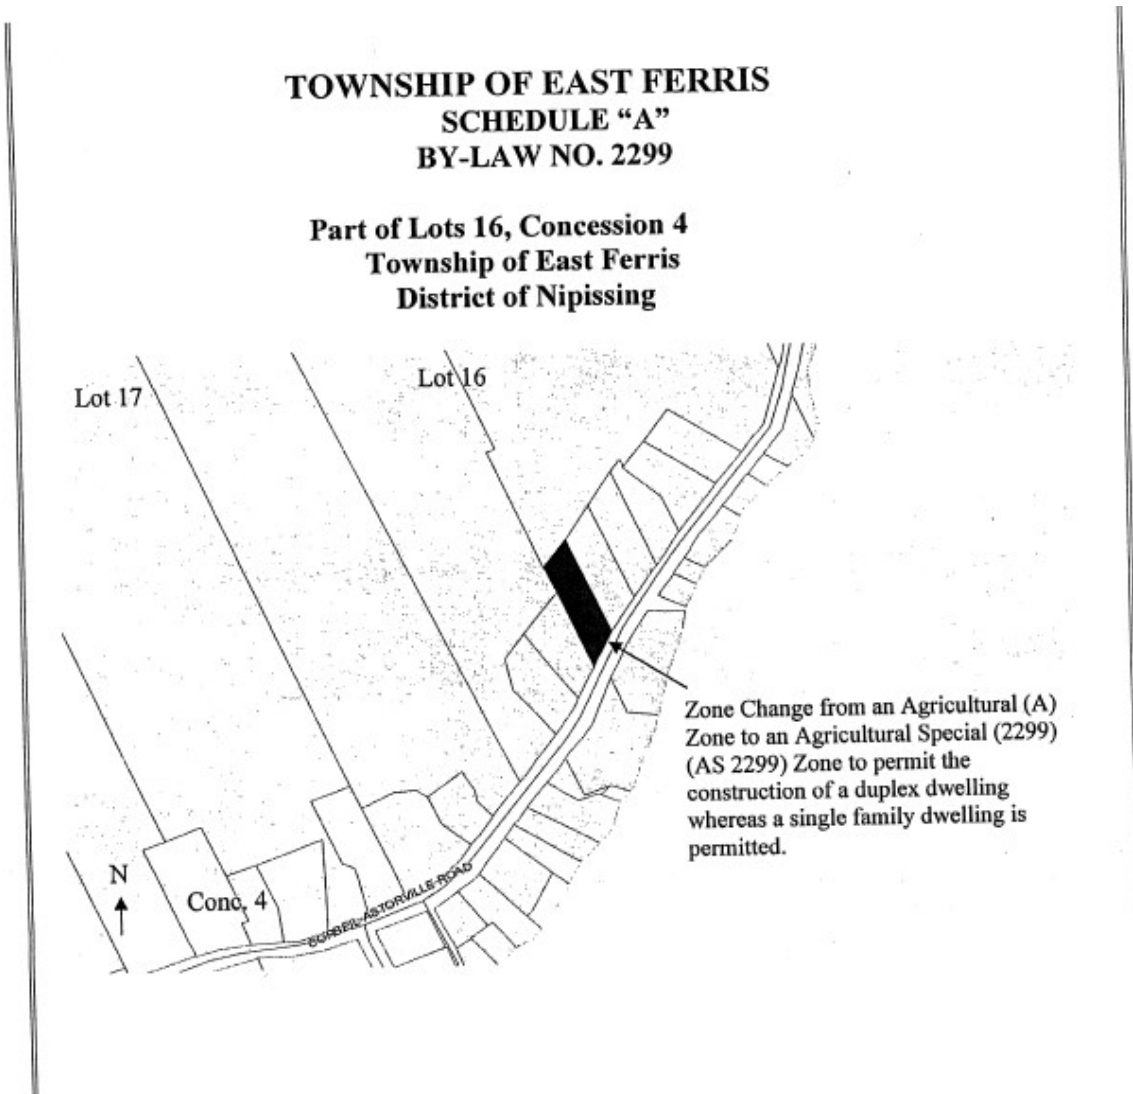 TOWNSHIP OF EAST FERRIS
SCHEDULE “A”
BY-LAW NO. 2299
Part of Lots 16, Concession 4
Township of East Ferris
District of Nipissing
Lot 17
Lot 16
Zone Change from an Agricultural (A)
Zone to an Agricultural Special (2299)
(AS 2299) Zone to permit the
construction of a duplex dwelling
whereas a single family dwelling is
permitted.
N
Conc. 4
CORBEIL-ASTORVILLE ROAD